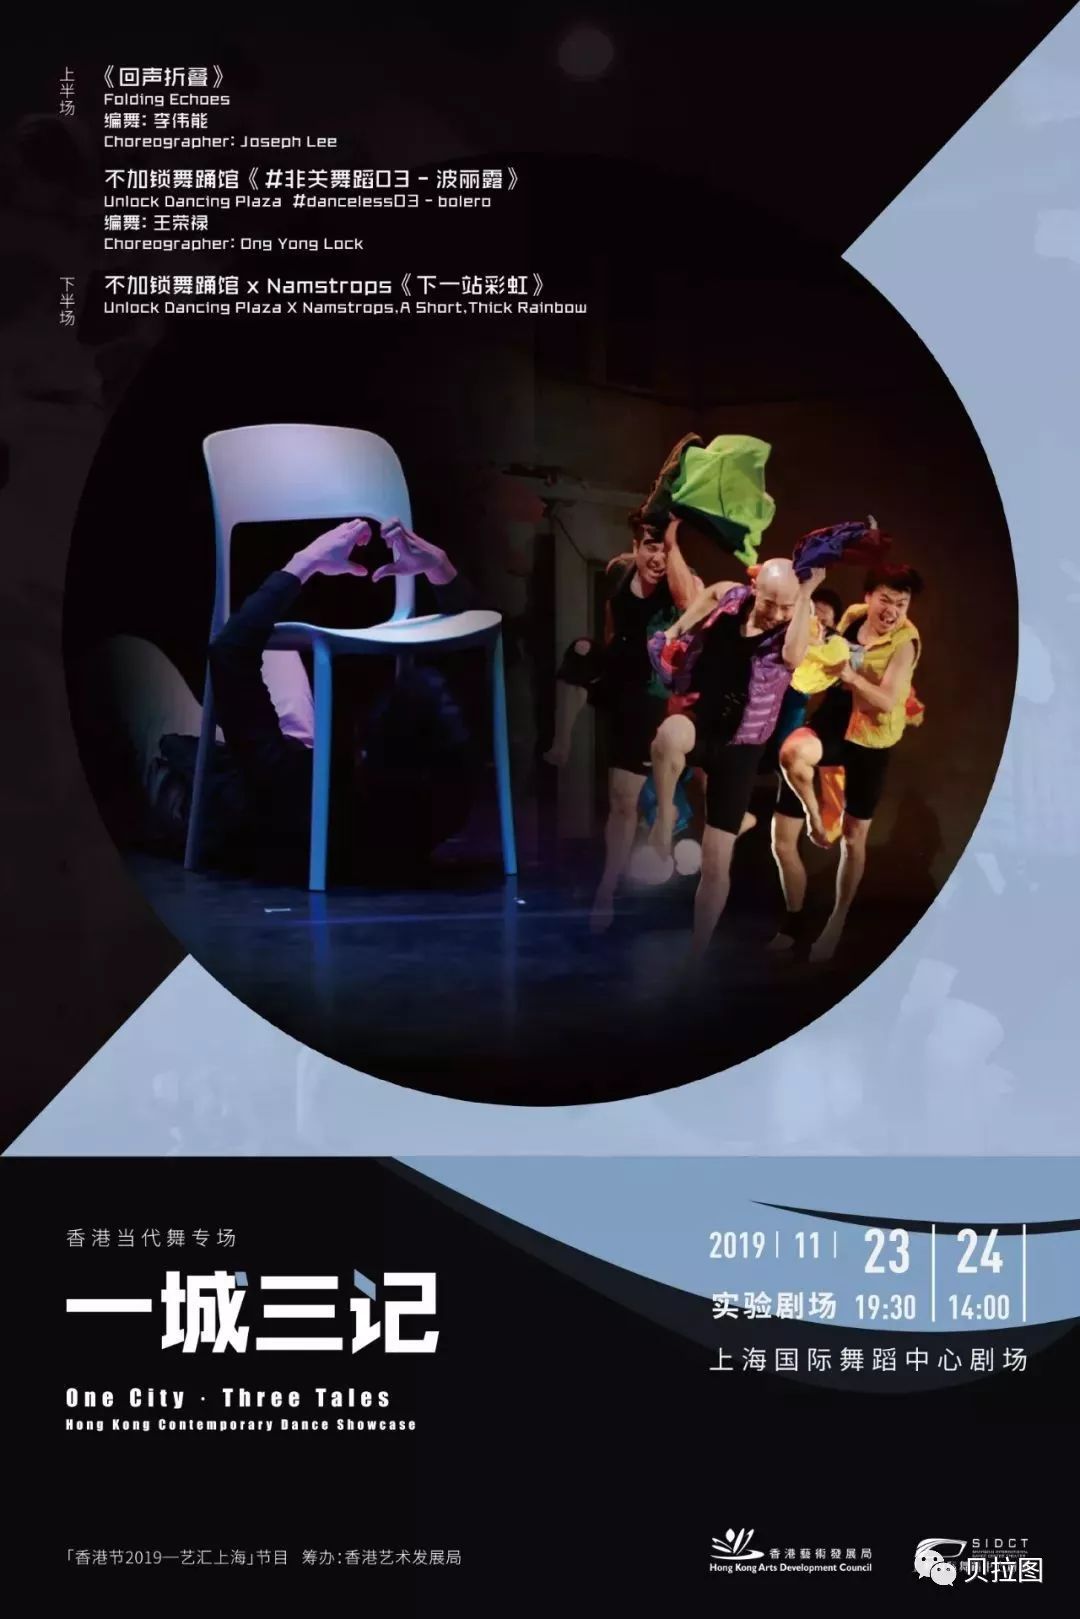 上半场
《回声折叠》
Folding Echoes
编舞：李伟能
Choreographer: Joseph Lee
不加锁舞踊馆《#非关舞蹈03-波丽露》
Unlock Dancing Plaza #danceless03-bolero
编舞：王荣禄
Choreographer: Ong Yong Lock
下半场
不加锁舞踊馆 x Namstrops《下一站彩虹》
Unlock Dancing Plaza X Namstrops,A Short,Thick Rainbow
香港当代舞专场
一城三记
One City · Three Tales
Hong Kong Contemporary Dance Showcase
2019 | 11 | 23 | 24 |
实验剧场 19:30 | 14:00 |
上海国际舞蹈中心剧场
「香港节2019—艺汇上海」节目 筹办：香港艺术发展局
香港藝術發展局
Hong Kong Arts Development Council
SIDCT
贝拉图